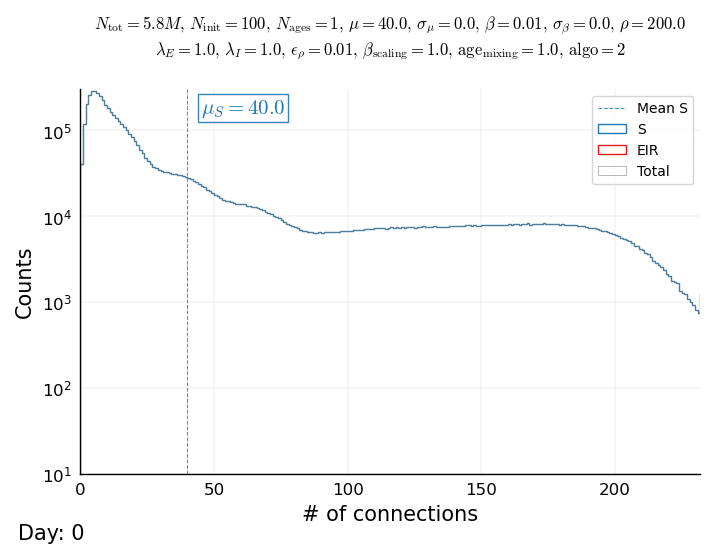 N_tot = 5.8M, N_init = 100, N_ages = 1, μ = 40.0, σ_μ = 0.0, β = 0.01, σ_β = 0.0, ρ = 200.0
λ_E = 1.0, λ_I = 1.0, ϵ_ρ = 0.01, β_scaling = 1.0, age_mixing = 1.0, algo = 2
μ_S = 40.0
Mean S
S
EIR
Total
Counts
10^5
10^4
10^3
10^2
10^1
0 50 100 150 200
# of connections
Day: 0